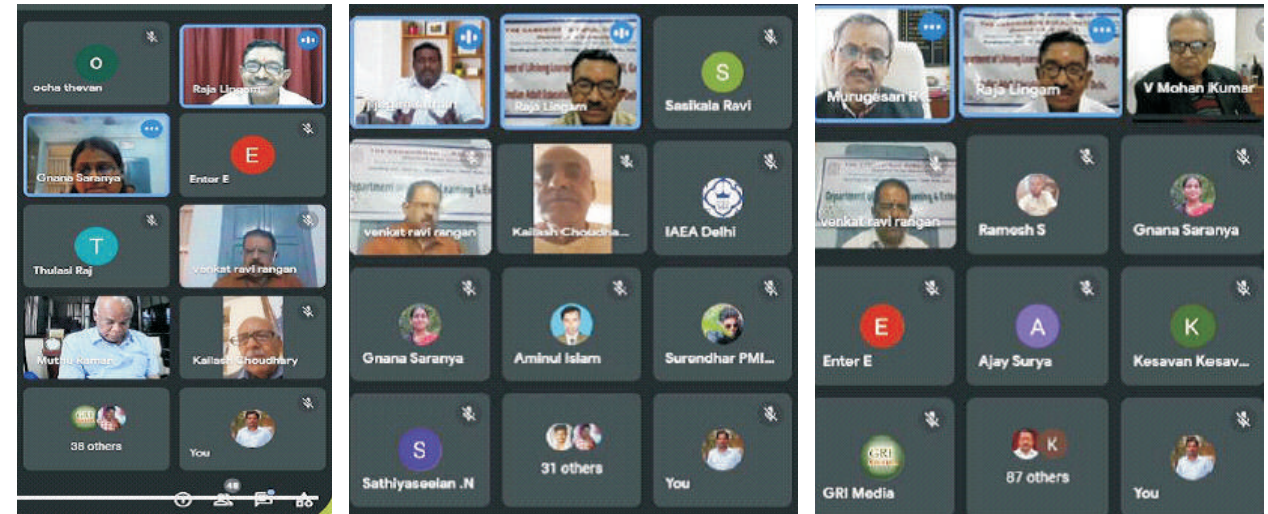 O
ocha thevan
Raja Lingam
Gnana Saranya
E
Enter E
T
Thulasi Raj
venkat ravi rangan
Muthu Raman
Kailash Choudhary
GRI
38 others
You
48
Raja Lingam
S
Sasikala Ravi
venkat ravi rangan
Kailash Choudha...
IAEA Delhi
Gnana Saranya
Aminul Islam
Surendhar PMI...
S
Sathiyaseelan .N
31 others
You
Murugesan R
Raja Lingam
V Mohan Kumar
venkat ravi rangan
Ramesh S
Gnana Saranya
E
Enter E
A
Ajay Surya
K
Kesavan Kesav...
GRI
GRI Media
K
87 others
You